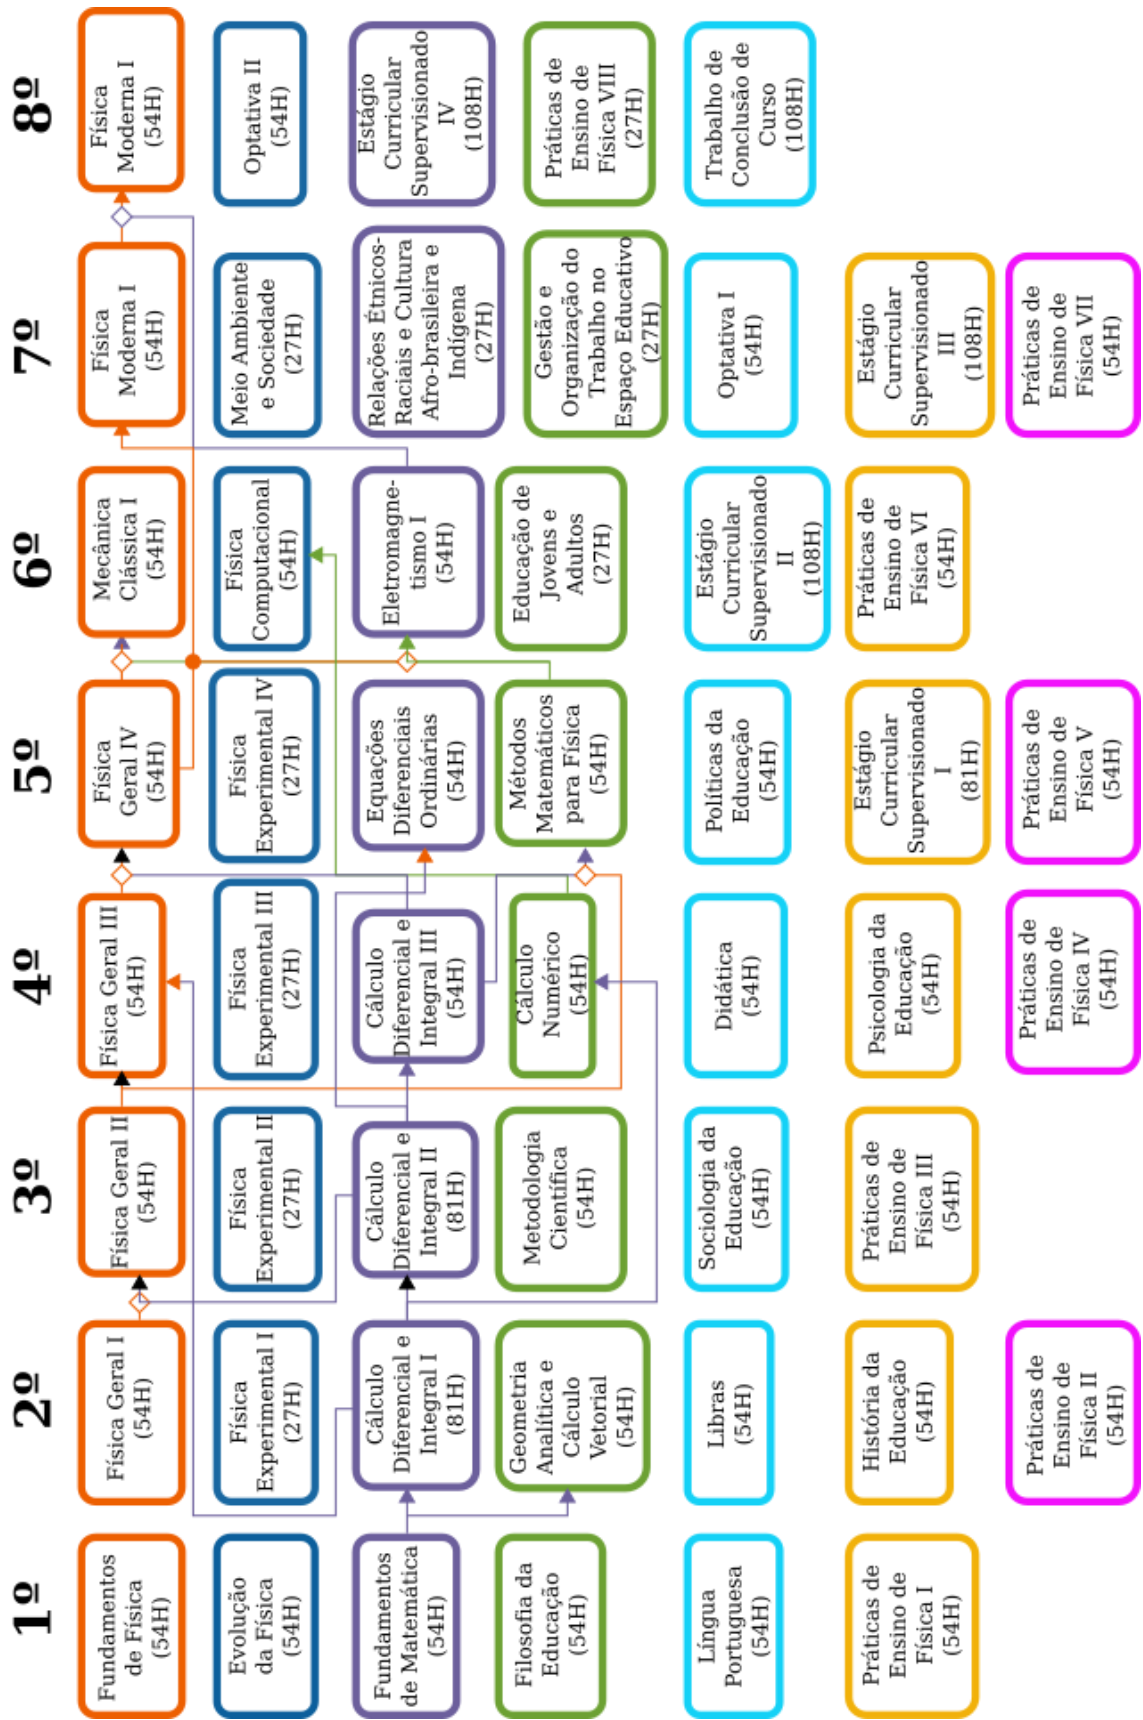 1º
Fundamentos
de Física
(54H)
Evolução
da Física
(54H)
Fundamentos
de Matemática
(54H)
Filosofia da
Educação
(54H)
Língua
Portuguesa
(54H)
Práticas de
Ensino de
Física I
(54H)
2º
Física Geral I
(54H)
Física
Experimental I
(27H)
Cálculo
Diferencial e
Integral I
(81H)
Geometria
Analítica e
Cálculo
Vetorial
(54H)
Libras
(54H)
História da
Educação
(54H)
Práticas de
Ensino de
Física II
(54H)
3º
Física Geral II
(54H)
Física
Experimental II
(27H)
Cálculo
Diferencial e
Integral II
(81H)
Metodologia
Científica
(54H)
Sociologia da
Educação
(54H)
Práticas de
Ensino de
Física III
(54H)
4º
Física Geral III
(54H)
Física
Experimental III
(27H)
Cálculo
Diferencial e
Integral III
(54H)
Cálculo
Numérico
(54H)
Didática
(54H)
Psicologia da
Educação
(54H)
Práticas de
Ensino de
Física IV
(54H)
5º
Física
Geral IV
(54H)
Física
Experimental IV
(27H)
Equações
Diferenciais
Ordinárias
(54H)
Métodos
Matemáticos
para Física
(54H)
Políticas da
Educação
(54H)
Estágio
Curricular
Supervisionado
I
(81H)
Práticas de
Ensino de
Física V
(54H)
6º
Mecânica
Clássica I
(54H)
Física
Computacional
(54H)
Eletromagne-
tismo I
(54H)
Educação de
Jovens e
Adultos
(27H)
Estágio
Curricular
Supervisionado
II
(108H)
Práticas de
Ensino de
Física VI
(54H)
7º
Física
Moderna I
(54H)
Meio Ambiente
e Sociedade
(27H)
Relações Étnicos-
Raciais e Cultura
Afro-brasileira e
Indígena
(27H)
Gestão e
Organização do
Trabalho no
Espaço Educativo
(27H)
Optativa I
(54H)
Estágio
Curricular
Supervisionado
III
(108H)
Práticas de
Ensino de
Física VII
(54H)
8º
Física
Moderna I
(54H)
Optativa II
(54H)
Estágio
Curricular
Supervisionado
IV
(108H)
Práticas de
Ensino de
Física VIII
(27H)
Trabalho de
Conclusão de
Curso
(108H)